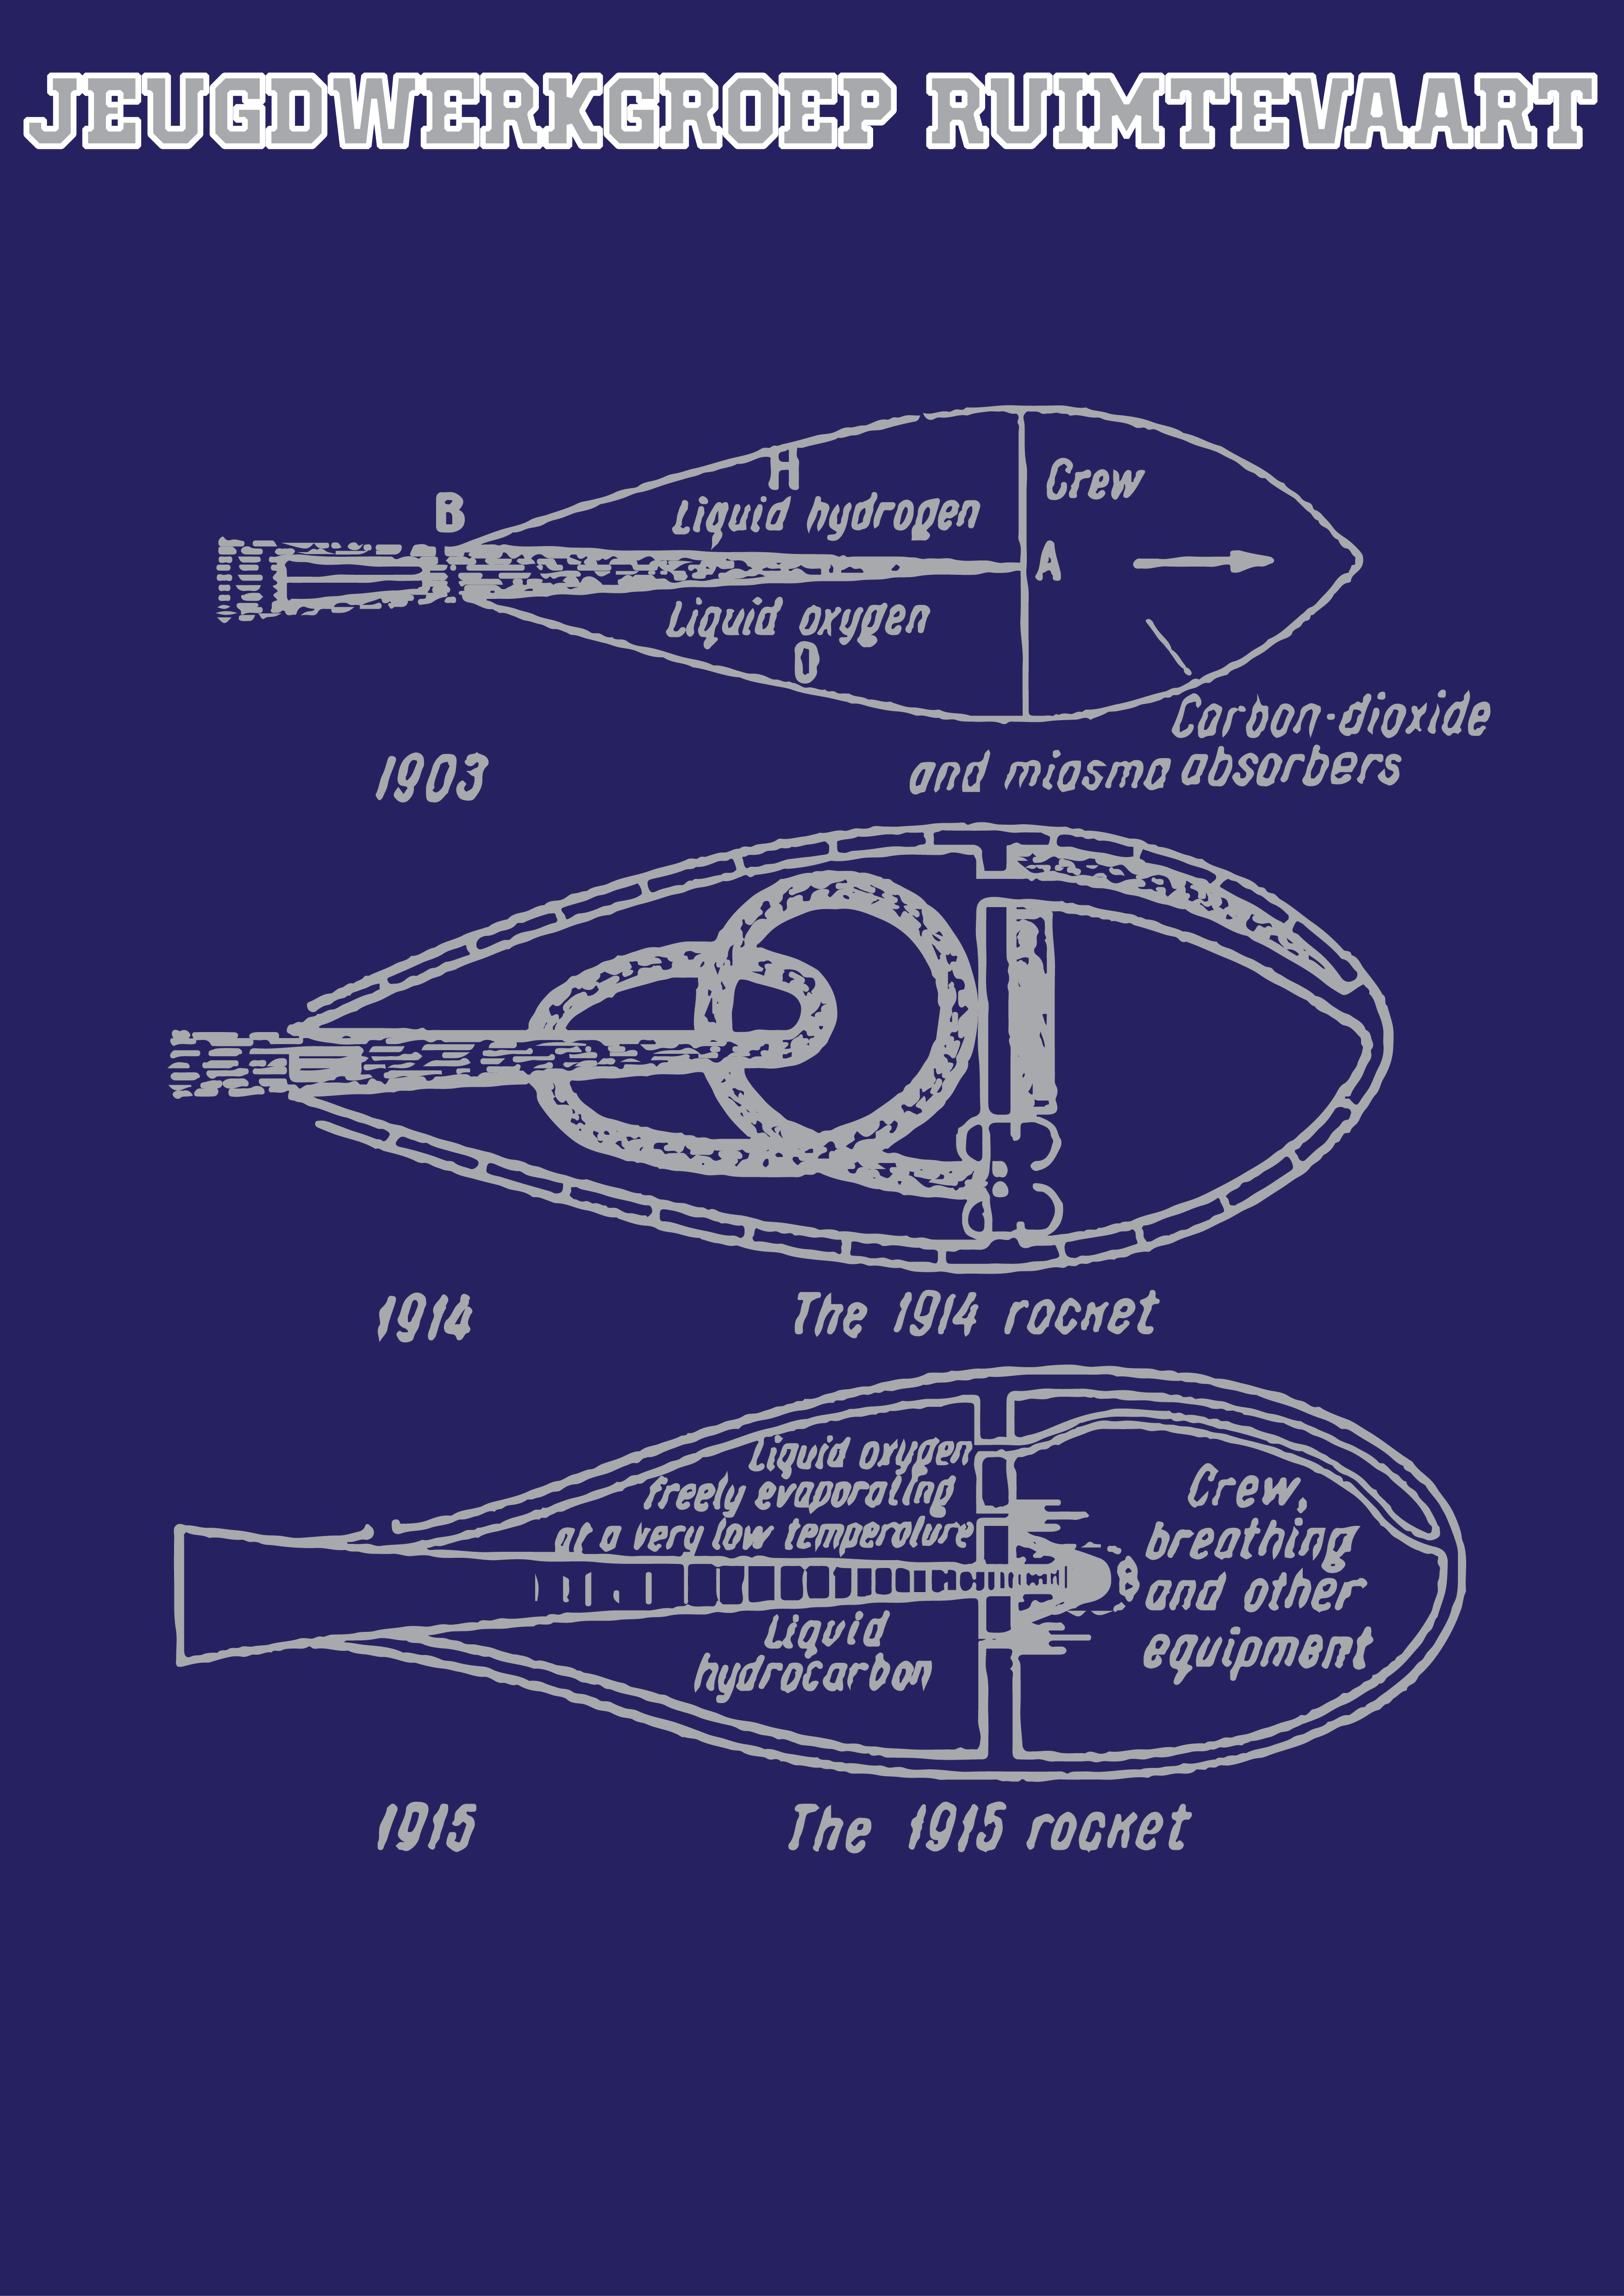 JEUGDWERKGROEP RUIMTEVAART
B
H
Liquid hydrogen
Crew
A
Liquid oxygen
O
Carbon-dioxide
and miasma absorbers
1903
1914
The 1914 rocket
Liquid oxygen
freely evaporating
at a very low temperature
Liquid
hydrocarbon
B
Crew,
breathing
and other
equipment
1915
The 1915 rocket